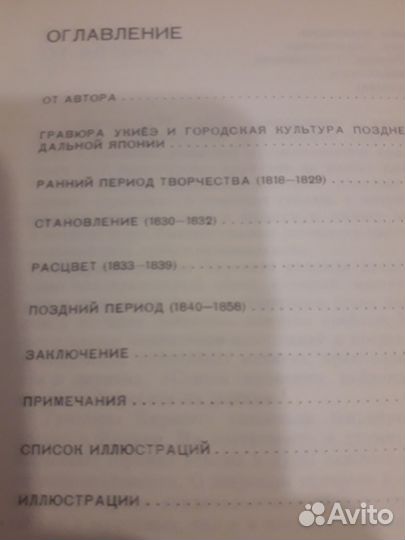 ОГЛАВЛЕНИЕ
ОТ АВТОРА
ГРАВЮРА УКИЁЭ И ГОРОДСКАЯ КУЛЬТУРА ПОЗДНЕ
ДАЛЬНОЙ ЯПОНИИ
РАННИЙ ПЕРИОД ТВОРЧЕСТВА (1818—1829)
СТАНОВЛЕНИЕ (1830—1832)
РАСЦВЕТ (1833—1839)
ПОЗДНИЙ ПЕРИОД (1840—1858)
ЗАКЛЮЧЕНИЕ
ПРИМЕЧАНИЯ
СПИСОК ИЛЛЮСТРАЦИЙ
ИЛЛЮСТРАЦИИ
Avito